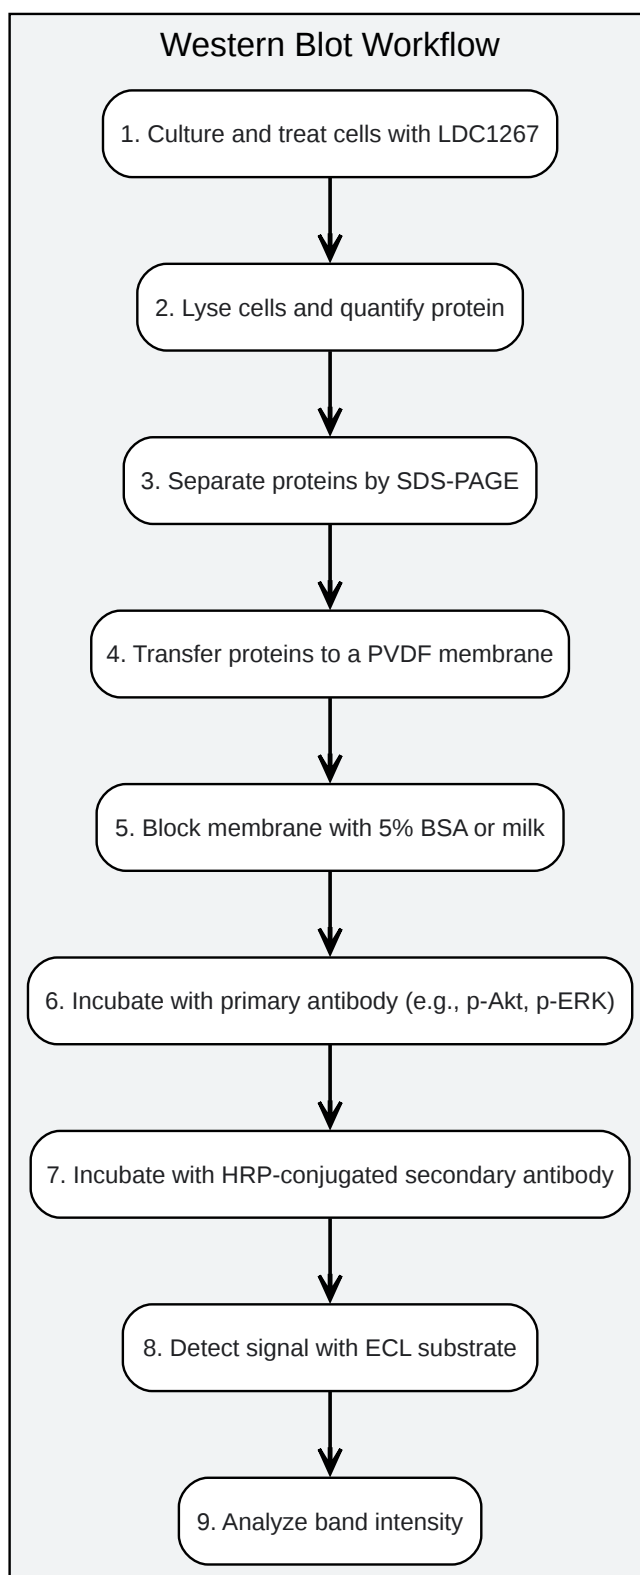 Western Blot Workflow
1. Culture and treat cells with LDC1267
2. Lyse cells and quantify protein
3. Separate proteins by SDS-PAGE
4. Transfer proteins to a PVDF membrane
5. Block membrane with 5% BSA or milk
6. Incubate with primary antibody (e.g., p-Akt, p-ERK)
7. Incubate with HRP-conjugated secondary antibody
8. Detect signal with ECL substrate
9. Analyze band intensity